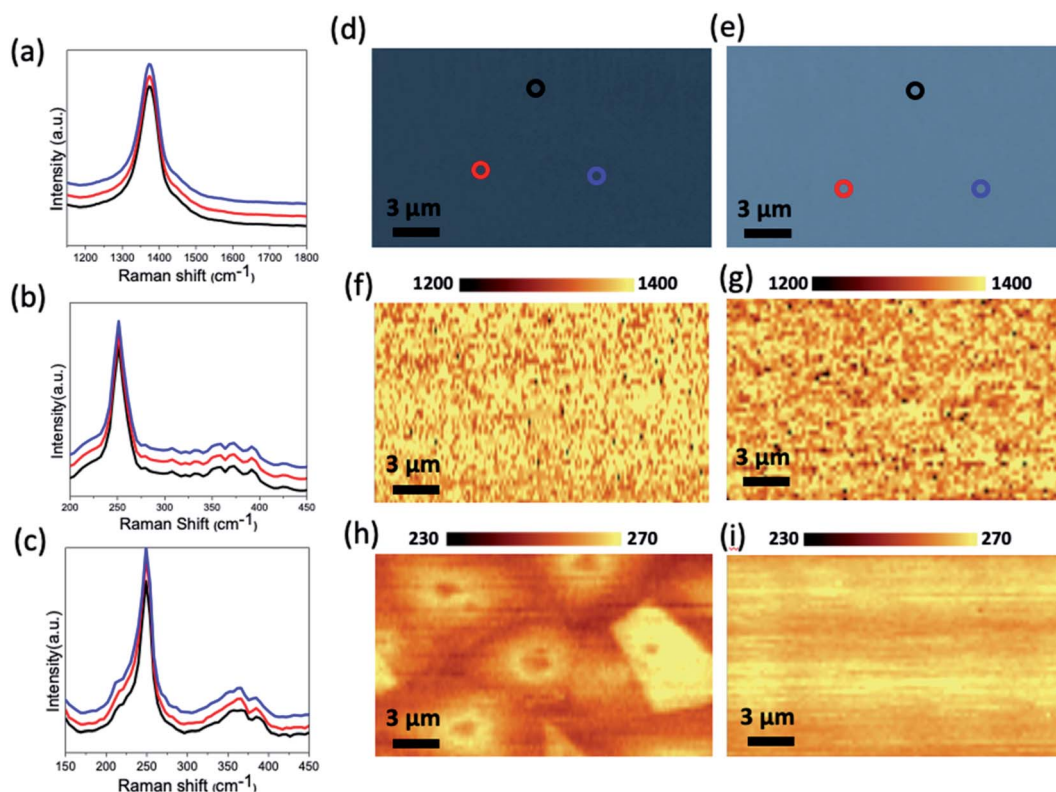 (a)
Intensity (a.u.)
1200 1300 1400 1500 1600 1700 1800
Raman shift (cm-1)
(b)
Intensity(a.u.)
200 250 300 350 400 450
Raman Shift (cm-1)
(c)
Intensity(a.u.)
150 200 250 300 350 400 450
Raman shift (cm-1)
(d)
3 μm
(e)
3 μm
(f)
1200 1400
3 μm
(g)
1200 1400
3 μm
(h)
230 270
3 μm
(i)
230 270
3 μm